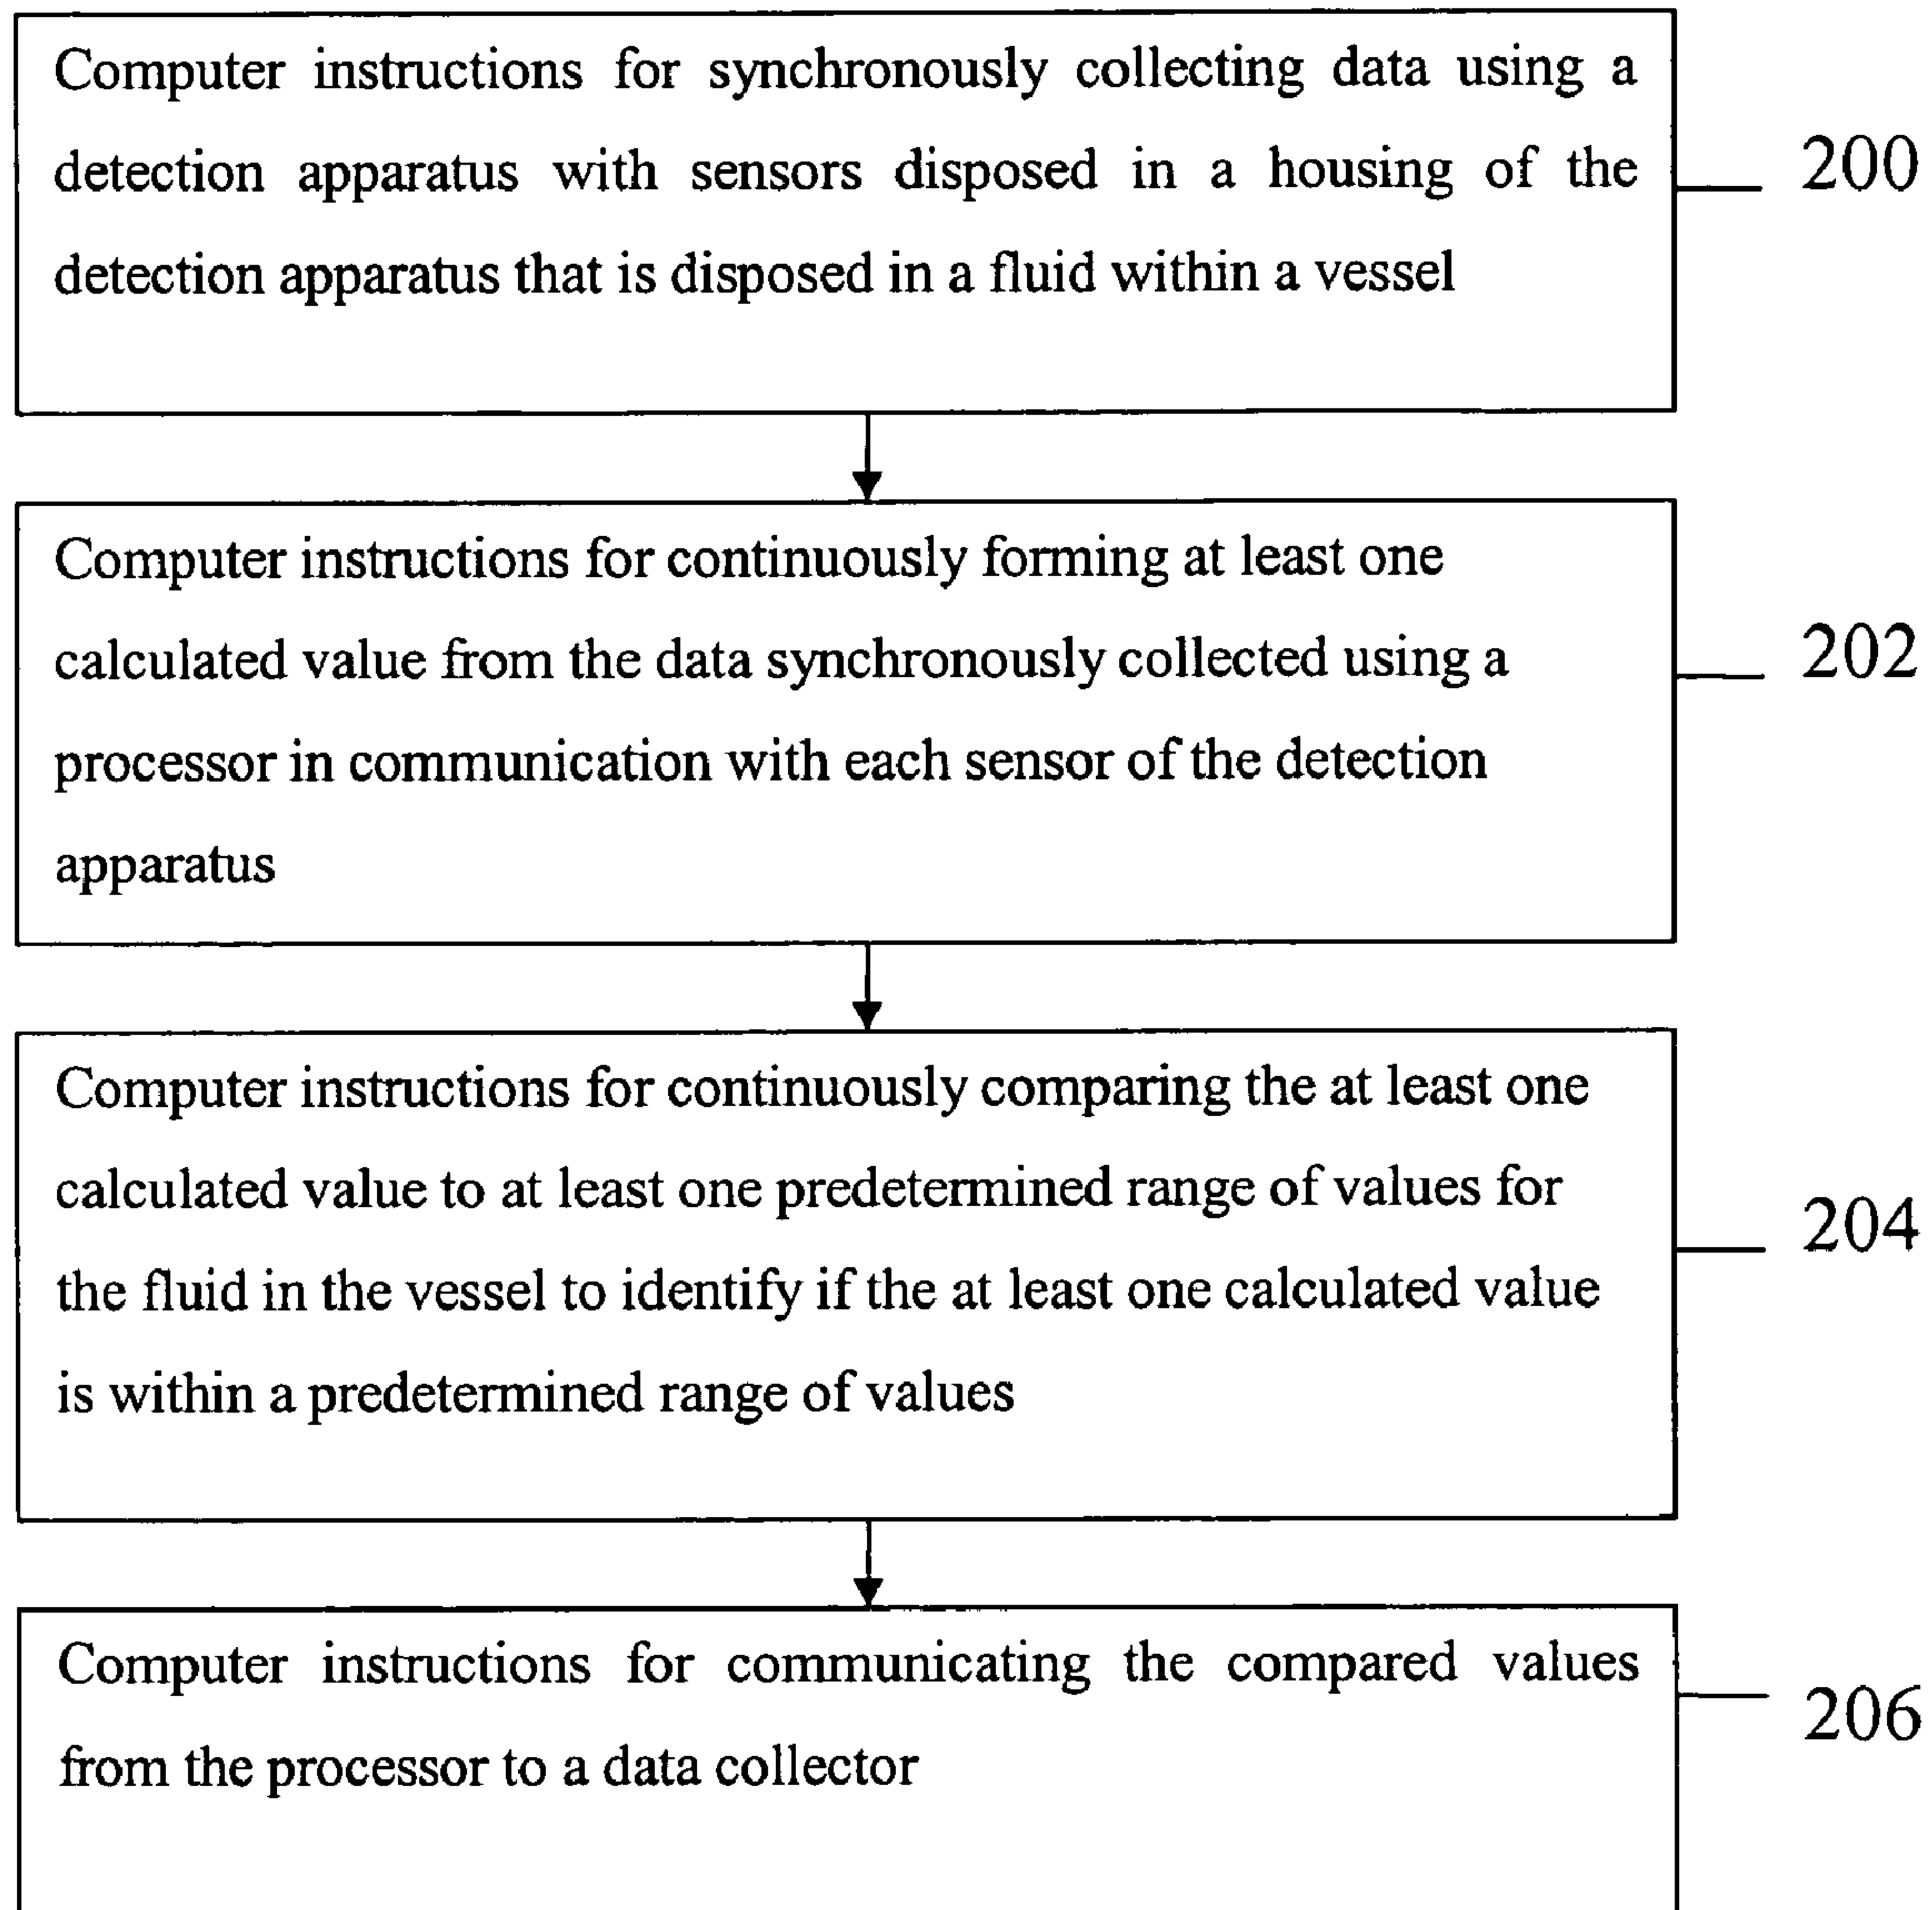 Computer instructions for synchronously collecting data using a
detection apparatus with sensors disposed in a housing of the
detection apparatus that is disposed in a fluid within a vessel
200
Computer instructions for continuously forming at least one
calculated value from the data synchronously collected using a
processor in communication with each sensor of the detection
apparatus
202
Computer instructions for continuously comparing the at least one
calculated value to at least one predetermined range of values for
the fluid in the vessel to identify if the at least one calculated value
is within a predetermined range of values
204
Computer instructions for communicating the compared values
from the processor to a data collector
206